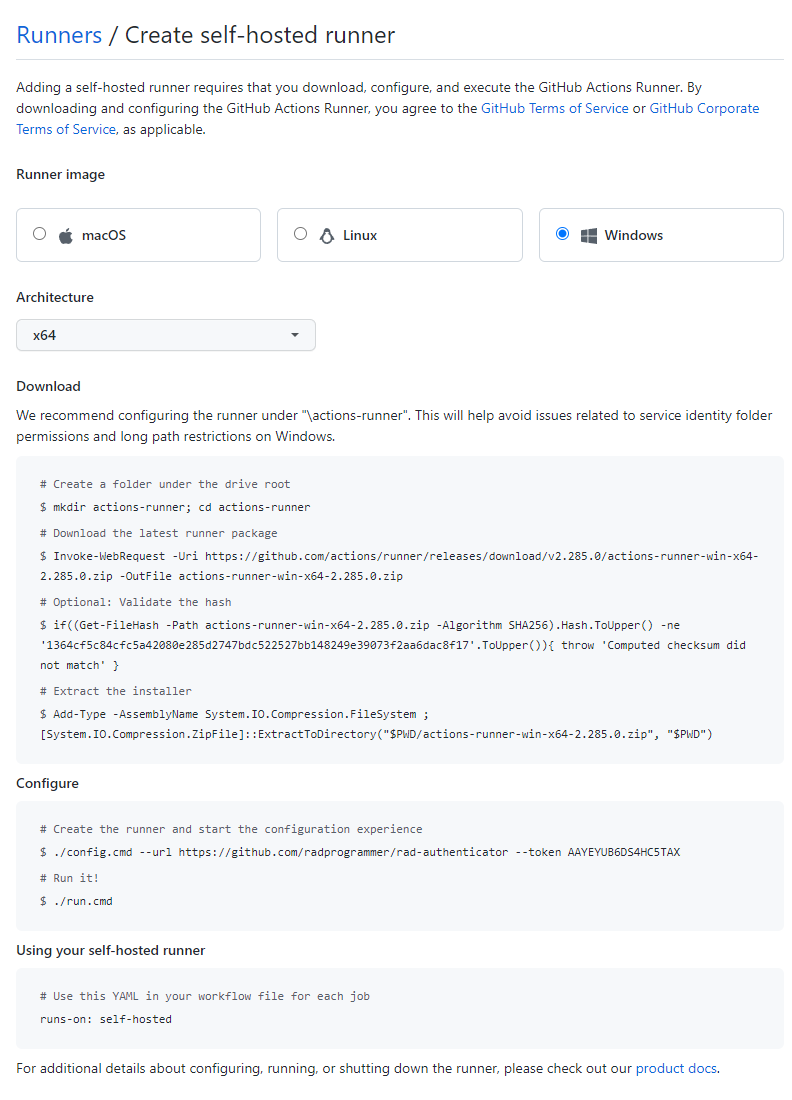 Runners / Create self-hosted runner
Adding a self-hosted runner requires that you download, configure, and execute the GitHub Actions Runner. By
downloading and configuring the GitHub Actions Runner, you agree to the GitHub Terms of Service or GitHub Corporate
Terms of Service, as applicable.
Runner image
macOS
Linux
Windows
Architecture
x64
Download
We recommend configuring the runner under "\actions-runner". This will help avoid issues related to service identity folder
permissions and long path restrictions on Windows.
# Create a folder under the drive root
$ mkdir actions-runner; cd actions-runner
# Download the latest runner package
$ Invoke-WebRequest -Uri https://github.com/actions/runner/releases/download/v2.285.0/actions-runner-win-x64-
2.285.0.zip -OutFile actions-runner-win-x64-2.285.0.zip
# Optional: Validate the hash
$ if((Get-FileHash -Path actions-runner-win-x64-2.285.0.zip -Algorithm SHA256).Hash.ToUpper() -ne
'1364cf5c84cfc5a42080e285d2747bdc522527bb148249e39073f2aa6dac8f17'.ToUpper()){ throw 'Computed checksum did
not match' }
# Extract the installer
$ Add-Type -AssemblyName System.IO.Compression.FileSystem ;
[System.IO.Compression.ZipFile]::ExtractToDirectory("$PWD/actions-runner-win-x64-2.285.0.zip", "$PWD")
Configure
# Create the runner and start the configuration experience
$ ./config.cmd --url https://github.com/radprogrammer/rad-authenticator --token AAYEYUB6DS4HC5TAX
# Run it!
$ ./run.cmd
Using your self-hosted runner
# Use this YAML in your workflow file for each job
runs-on: self-hosted
For additional details about configuring, running, or shutting down the runner, please check out our product docs.